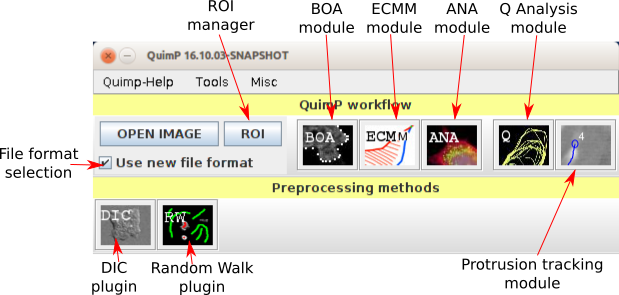 ROI manager
BOA module
ECMM module
ANA module
Q Analysis module
QuimP 16.10.03-SNAPSHOT
Quimp-Help Tools Misc
QuimP workflow
OPEN IMAGE ROI
BOA
ECMM
ANA
Q
4
File format selection
Use new file format
Preprocessing methods
DIC
RW
DIC plugin
Random Walk plugin
Protrusion tracking module